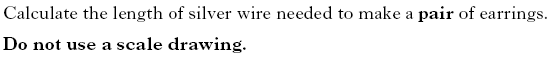 Calculate the length of silver wire needed to make a pair of earrings.
Do not use a scale drawing.